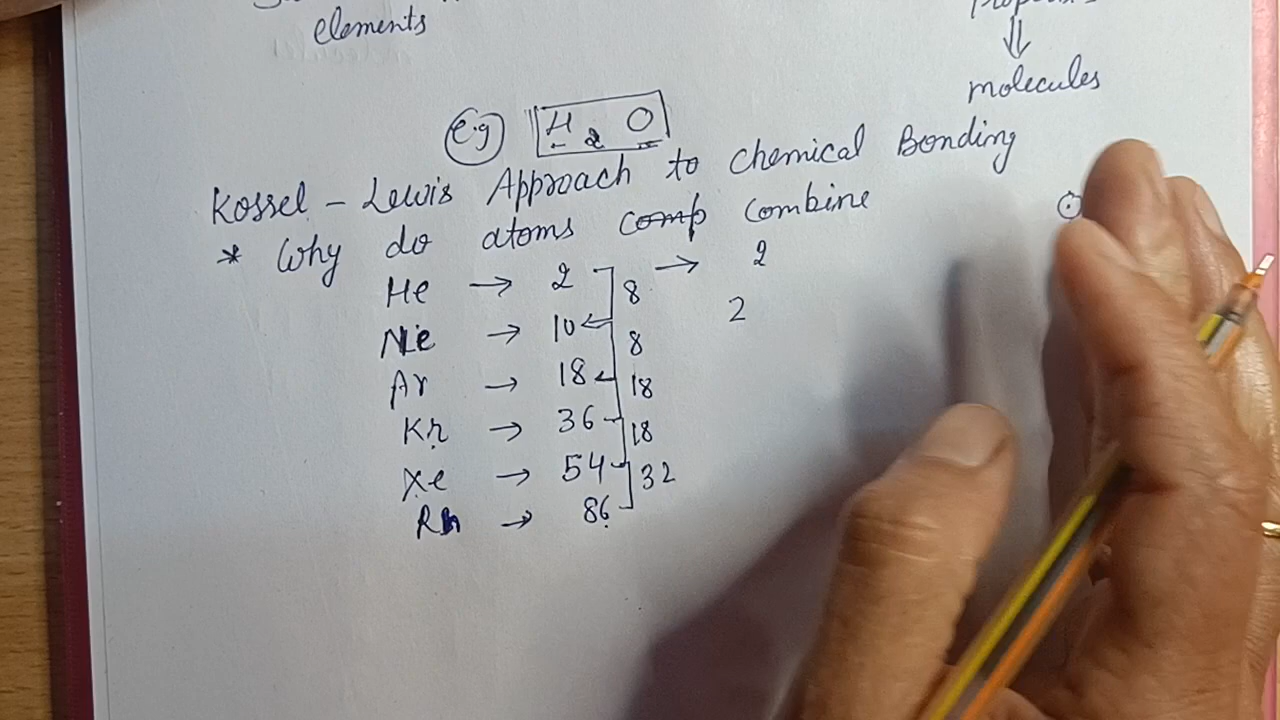 elements
molecules
e.g H2O
Kossel - Lewis Approach to Chemical Bonding
* Why do atoms comp combine
He → 2 → 2
8
Ne → 10 2
8
Ar → 18
18
Kr → 36
18
Xe → 54
32
Rn → 86